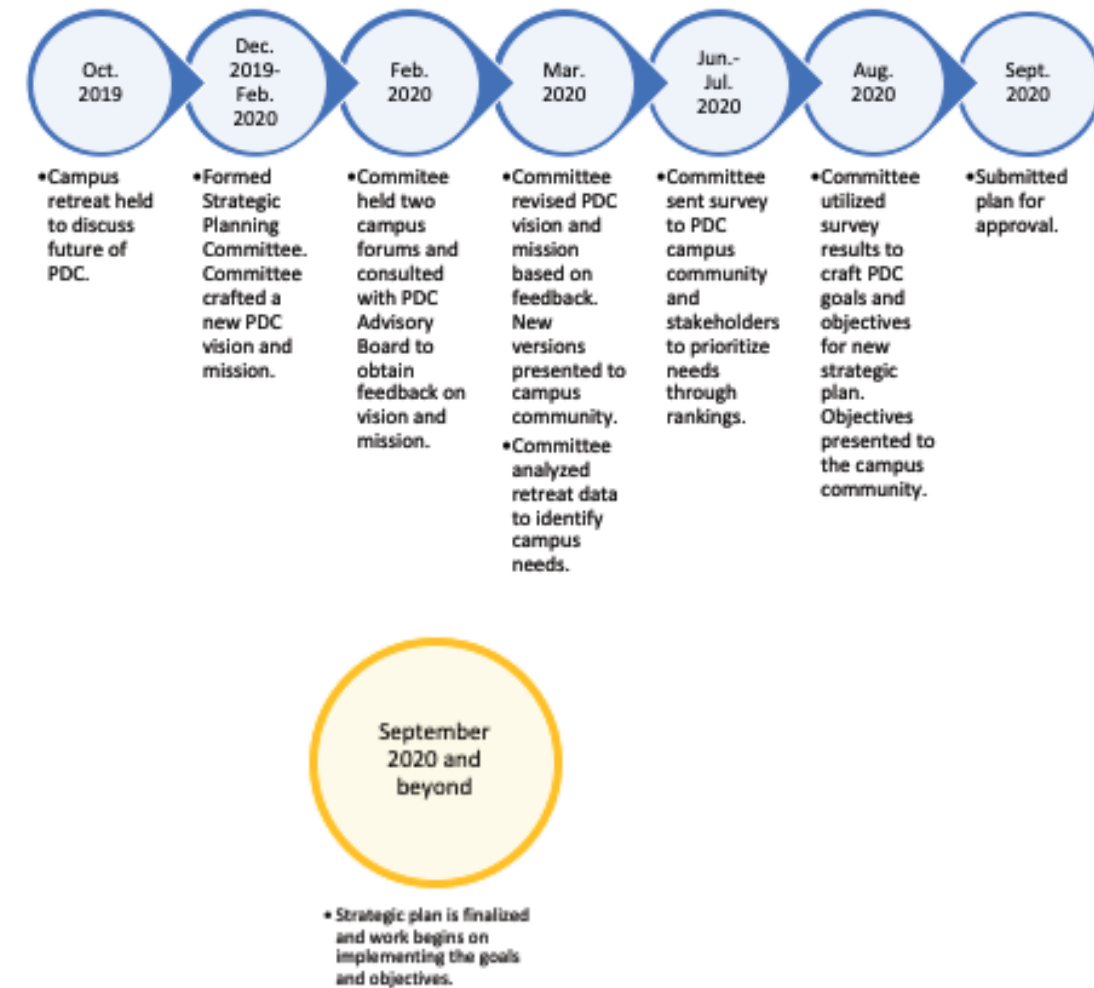 Oct.
2019
Dec.
2019-
Feb.
2020
Feb.
2020
Mar.
2020
Jun.-
Jul.
2020
Aug.
2020
Sept.
2020
•Campus
retreat held
to discuss
future of
PDC.
•Formed
Strategic
Planning
Committee.
Committee
crafted a
new PDC
vision and
mission.
•Commitee
held two
campus
forums and
consulted
with PDC
Advisory
Board to
obtain
feedback on
vision and
mission.
•Committee
revised PDC
vision and
mission
based on
feedback.
New
versions
presented to
campus
community.
•Committee
analyzed
retreat data
to identify
campus
needs.
•Committee
sent survey
to PDC
campus
community
and
stakeholders
to prioritize
needs
through
rankings.
•Committee
utilized
survey
results to
craft PDC
goals and
objectives
for new
strategic
plan.
Objectives
presented to
the campus
community.
•Submitted
plan for
approval.
September
2020 and
beyond
• Strategic plan is finalized
and work begins on
implementing the goals
and objectives.